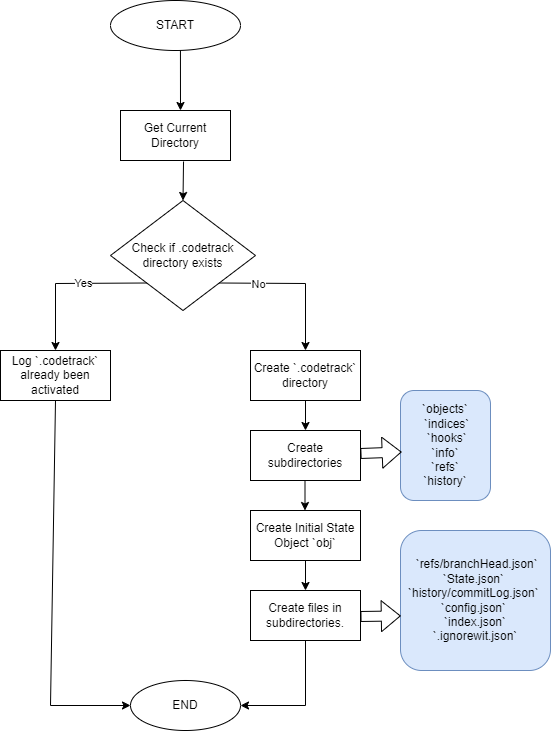 START
Get Current
Directory
Check if .codetrack
directory exists
Yes
No
Log `.codetrack`
already been
activated
Create `.codetrack`
directory
Create
subdirectories
`objects`
`indices`
`hooks`
`info`
`refs`
`history`
Create Initial State
Object `obj`
Create files in
subdirectories.
`refs/branchHead.json`
`State.json`
`history/commitLog.json`
`config.json`
`index.json`
`.ignorewit.json`
END